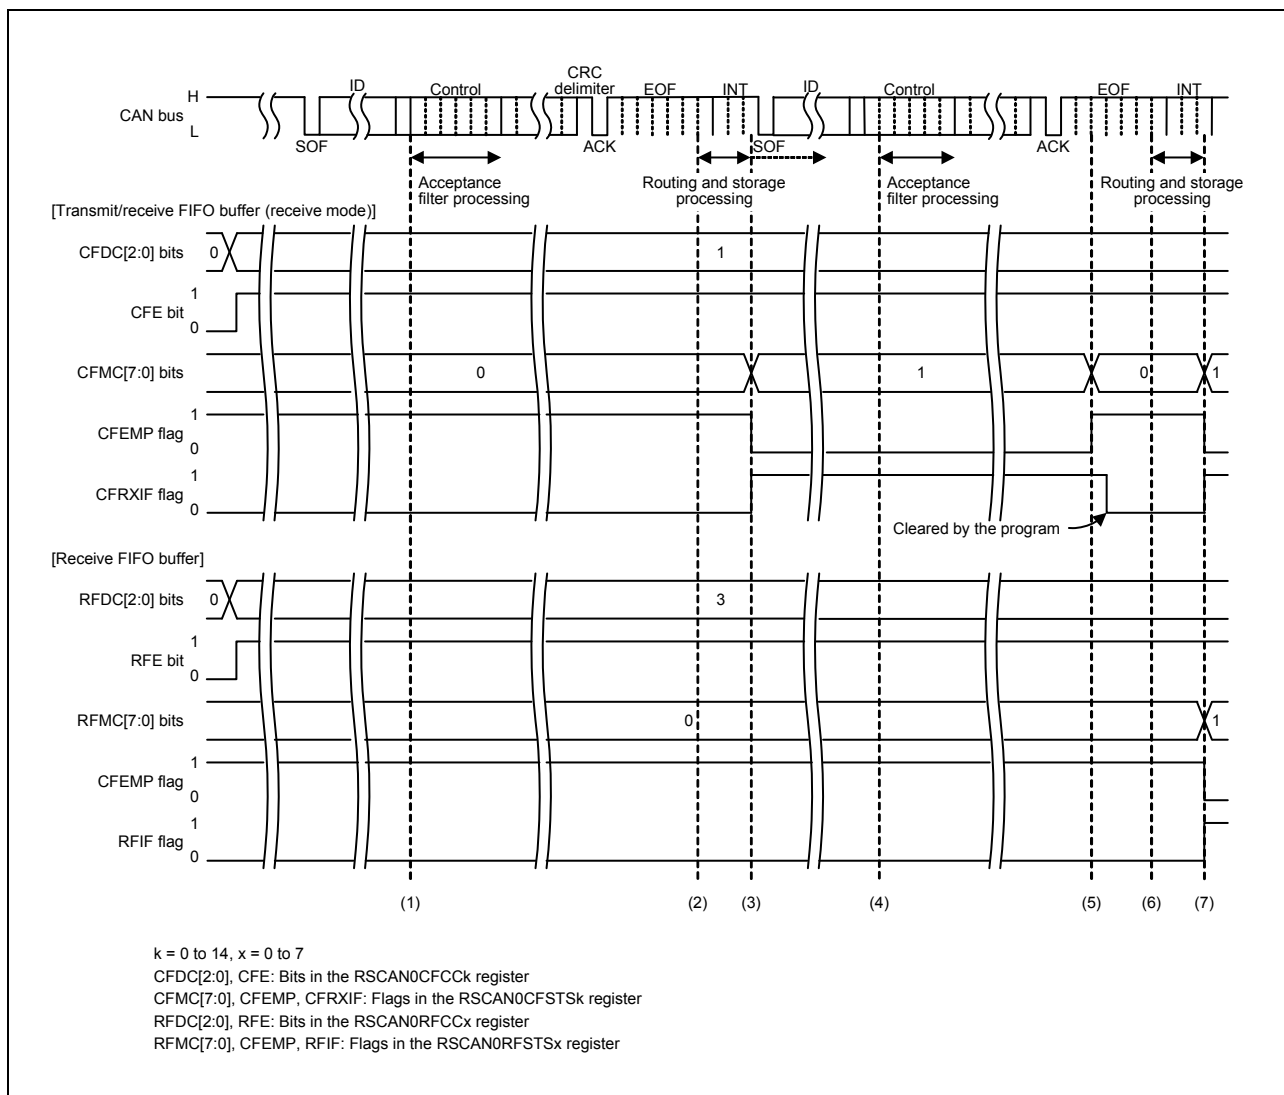 H
CAN bus
L
SOF
ID
Control
CRC
delimiter
ACK
EOF
INT
SOF
ID
Control
ACK
EOF
INT
Acceptance
filter processing
Routing and storage
processing
Acceptance
filter processing
Routing and storage
processing
[Transmit/receive FIFO buffer (receive mode)]
CFDC[2:0] bits 0 1
1
CFE bit
0
CFMC[7:0] bits 0 1 0 1
1
CFEMP flag
0
1
CFRXIF flag
0
Cleared by the program
[Receive FIFO buffer]
RFDC[2:0] bits 0 3
1
RFE bit
0
RFMC[7:0] bits 0 1
1
CFEMP flag
0
1
RFIF flag
0
(1) (2) (3) (4) (5) (6) (7)
k = 0 to 14, x = 0 to 7
CFDC[2:0], CFE: Bits in the RSCAN0CFCCk register
CFMC[7:0], CFEMP, CFRXIF: Flags in the RSCAN0CFSTSk register
RFDC[2:0], RFE: Bits in the RSCAN0RFCCx register
RFMC[7:0], CFEMP, RFIF: Flags in the RSCAN0RFSTSx register